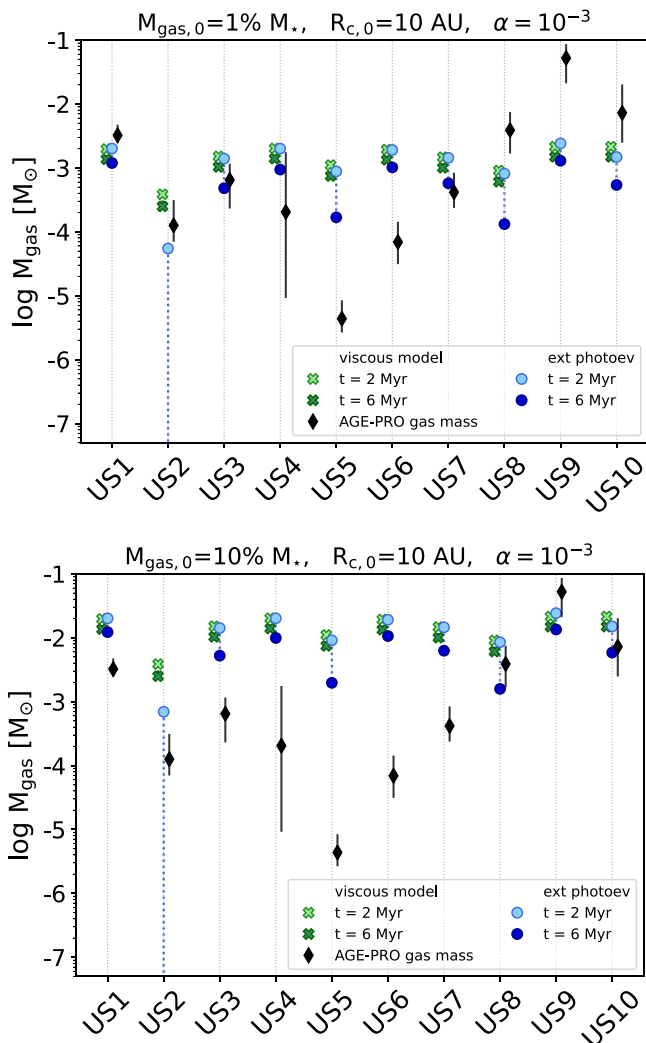 M_gas,0=1% M⋆, R_c,0=10 AU, α=10⁻³
log M_gas [M⊙]
-1
-2
-3
-4
-5
-6
-7
viscous model
t = 2 Myr
t = 6 Myr
AGE-PRO gas mass
ext photoev
t = 2 Myr
t = 6 Myr
US1 US2 US3 US4 US5 US6 US7 US8 US9 US10
M_gas,0=10% M⋆, R_c,0=10 AU, α=10⁻³
log M_gas [M⊙]
-1
-2
-3
-4
-5
-6
-7
viscous model
t = 2 Myr
t = 6 Myr
AGE-PRO gas mass
ext photoev
t = 2 Myr
t = 6 Myr
US1 US2 US3 US4 US5 US6 US7 US8 US9 US10